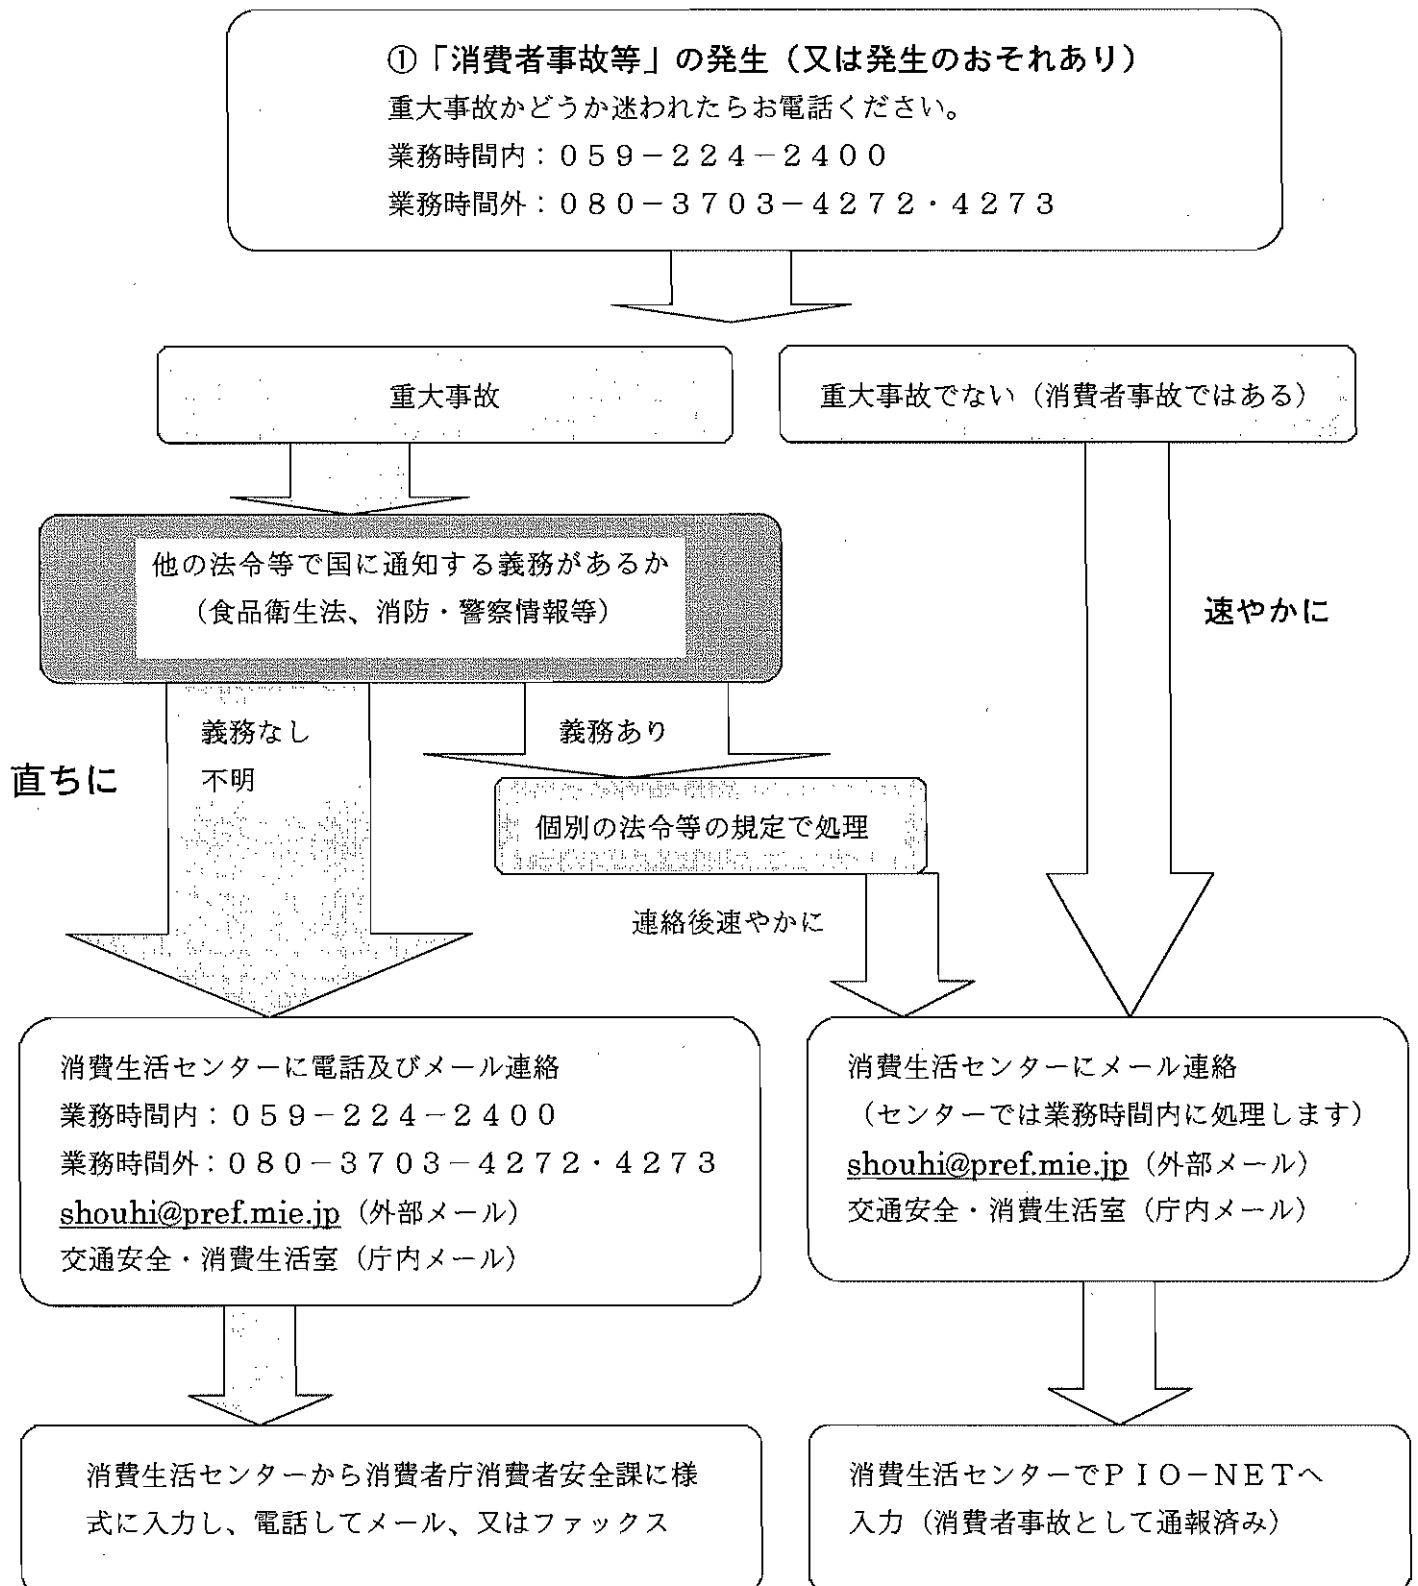 ①「消費者事故等」の発生（又は発生のおそれあり）
重大事故かどうか迷われたらお電話ください。
業務時間内：０５９－２２４－２４００
業務時間外：０８０－３７０３－４２７２・４２７３
重大事故
重大事故でない（消費者事故ではある）
他の法令等で国に通知する義務があるか
（食品衛生法、消防・警察情報等）
速やかに
直ちに
義務なし
不明
義務あり
個別の法令等の規定で処理
連絡後速やかに
消費生活センターに電話及びメール連絡
業務時間内：０５９－２２４－２４００
業務時間外：０８０－３７０３－４２７２・４２７３
shouhi@pref.mie.jp（外部メール）
交通安全・消費生活室（庁内メール）
消費生活センターにメール連絡
（センターでは業務時間内に処理します）
shouhi@pref.mie.jp（外部メール）
交通安全・消費生活室（庁内メール）
消費生活センターから消費者庁消費者安全課に様
式に入力し、電話してメール、又はファックス
消費生活センターでＰＩＯ－ＮＥＴへ
入力（消費者事故として通報済み）